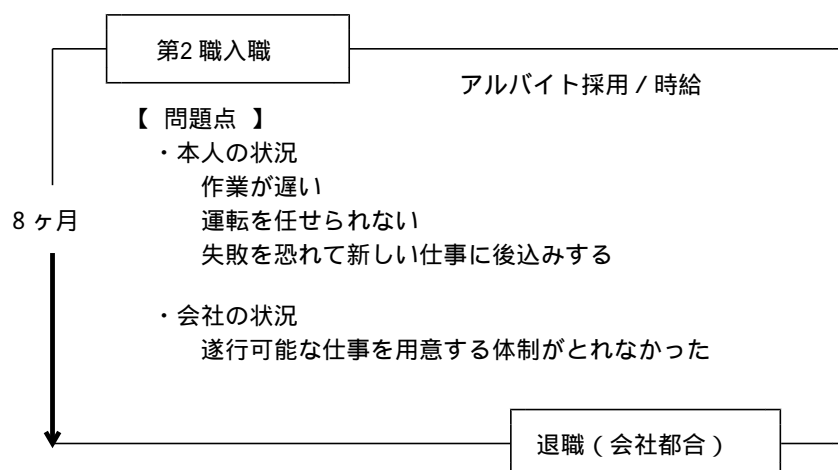 第2職入職
アルバイト採用 / 時給
【 問題点 】
・本人の状況
作業が遅い
運転を任せられない
8ヶ月
失敗を恐れて新しい仕事に後込みする
・会社の状況
遂行可能な仕事を用意する体制がとれなかった
退職(会社都合)